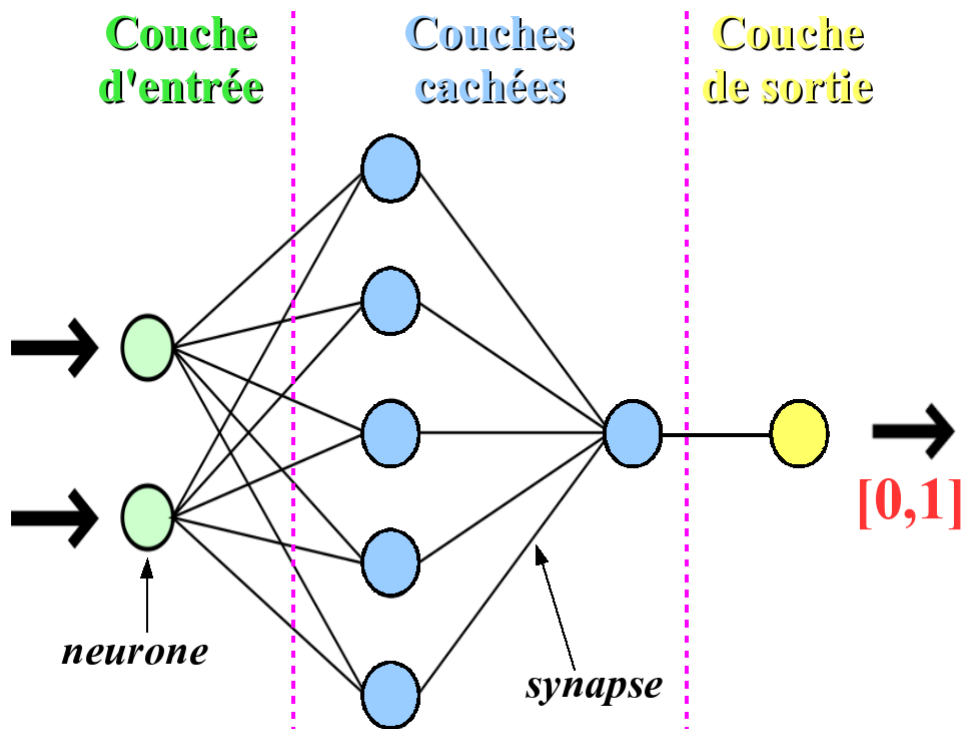 Couche
d'entrée
Couches
cachées
Couche
de sortie
[0,1]
neurone
synapse